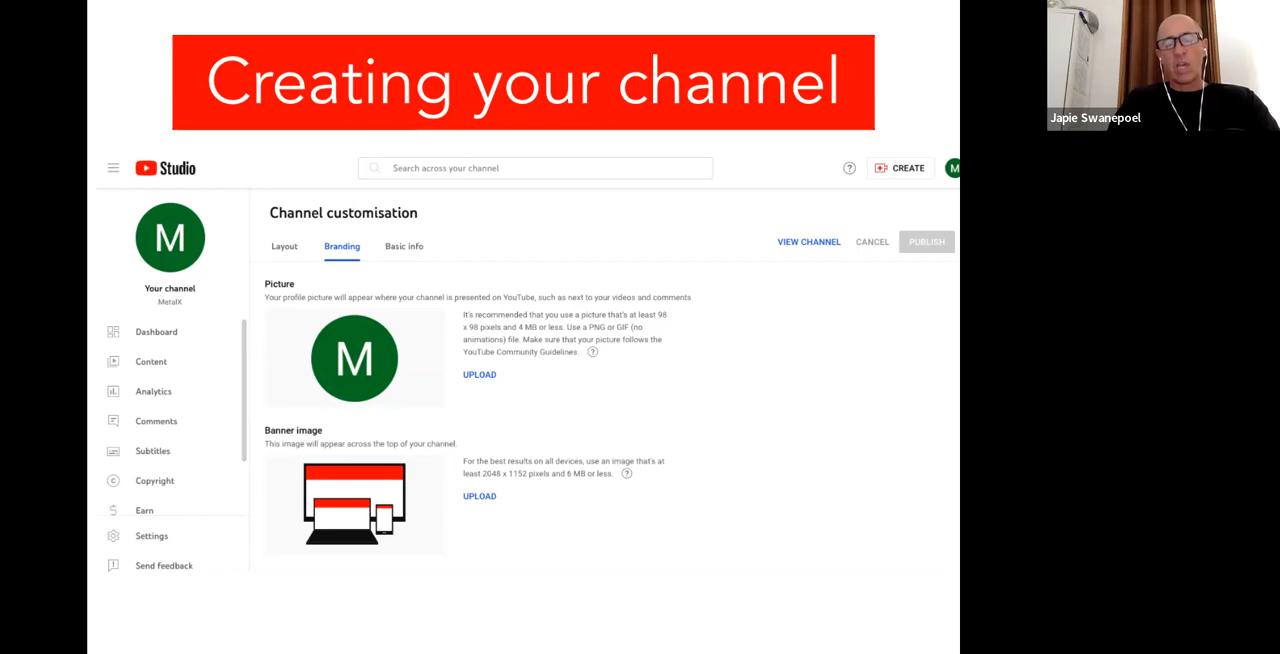 Creating your channel
Japie Swanepoel
Studio
Search across your channel
?
CREATE
M
M
Your channel
MetalX
Dashboard
Content
Analytics
Comments
Subtitles
Copyright
Earn
Settings
Send feedback
Channel customisation
Layout
Branding
Basic info
VIEW CHANNEL
CANCEL
PUBLISH
Picture
Your profile picture will appear where your channel is presented on YouTube, such as next to your videos and comments
M
It's recommended that you use a picture that's at least 98
x 98 pixels and 4 MB or less. Use a PNG or GIF (no
animations) file. Make sure that your picture follows the
YouTube Community Guidelines. ?
UPLOAD
Banner image
This image will appear across the top of your channel.
For the best results on all devices, use an image that's at
least 2048 x 1152 pixels and 6 MB or less. ?
UPLOAD